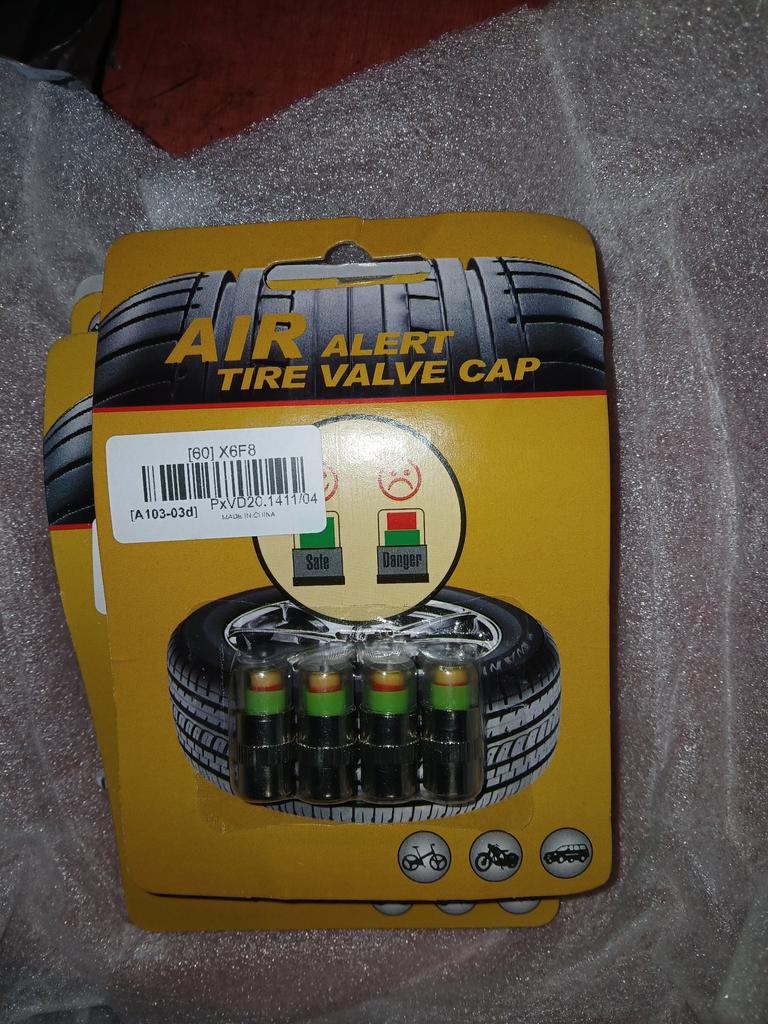 AIR ALERT
TIRE VALVE CAP
[60] X6F8
PxVD20.1411/04
[A103-03d]
MADE IN CHINA
Safe
Danger